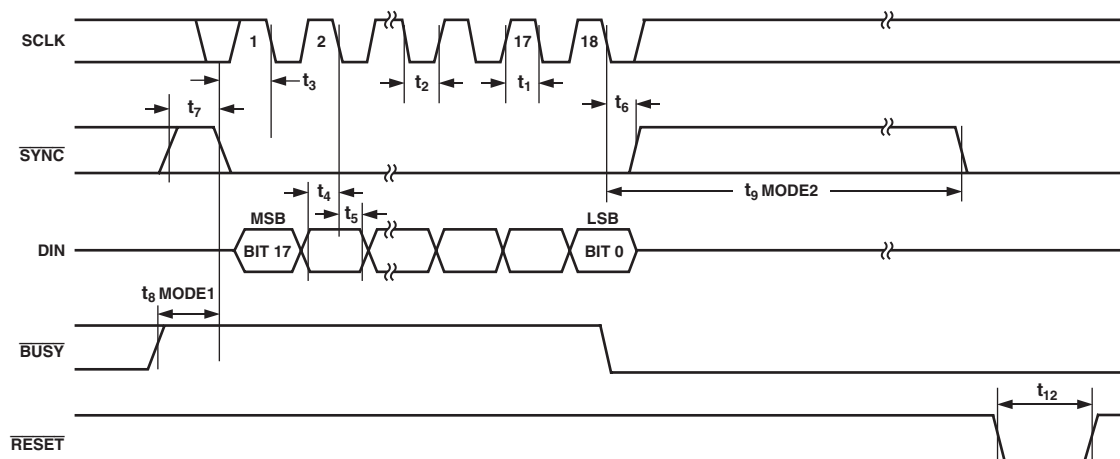 SCLK
1
2
17
18
t3
t2
t1
t7
t6
SYNC
t9 MODE2
t4
t5
MSB
LSB
DIN
BIT 17
BIT 0
t8 MODE1
BUSY
t12
RESET